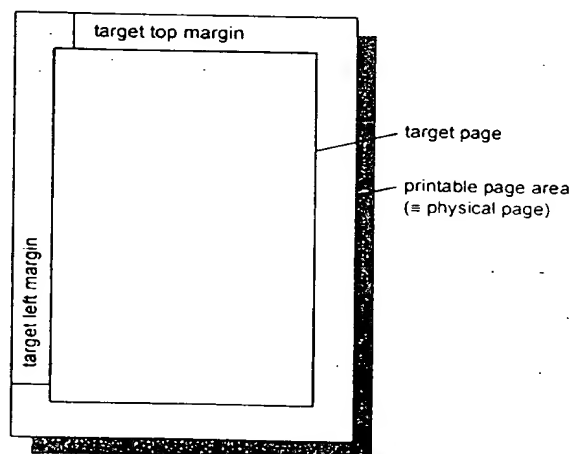 target top margin
target page
printable page area
(≡ physical page)
target left margin